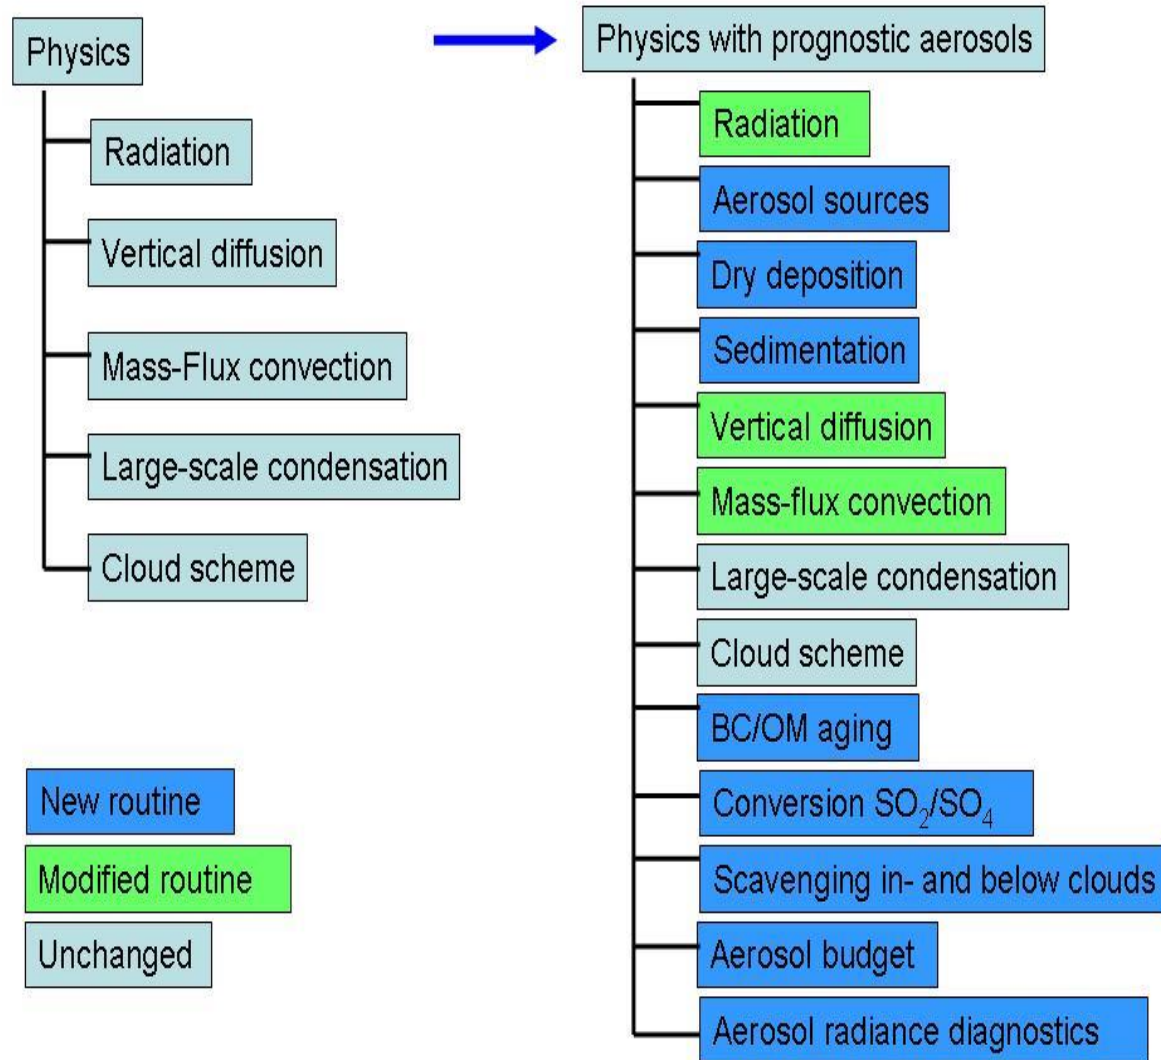 Physics
Radiation
Vertical diffusion
Mass-Flux convection
Large-scale condensation
Cloud scheme
New routine
Modified routine
Unchanged
Physics with prognostic aerosols
Radiation
Aerosol sources
Dry deposition
Sedimentation
Vertical diffusion
Mass-flux convection
Large-scale condensation
Cloud scheme
BC/OM aging
Conversion SO₂/SO₄
Scavenging in- and below clouds
Aerosol budget
Aerosol radiance diagnostics